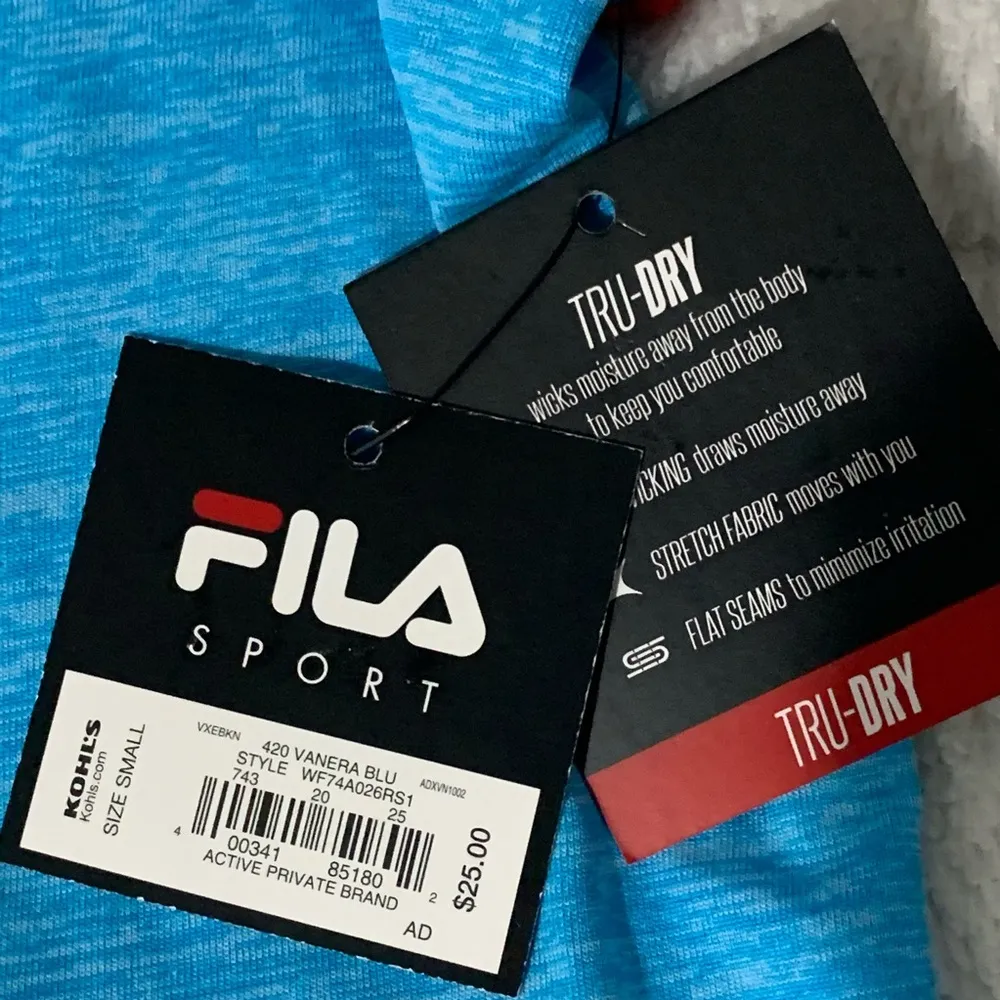 TRU-DRY
wicks moisture away from the body
to keep you comfortable
draws moisture away
STRETCH FABRIC moves with you
FLAT SEAMS to minimize irritation
TRU-DRY
FILA
SPORT
KOHL'S
Kohls.com
SIZE SMALL
VXEBKN
420 VANERA BLU
STYLE WF74A026RS1
ADXVN1002
743 20 25
4 00341 85180 2
ACTIVE PRIVATE BRAND
AD
$25.00